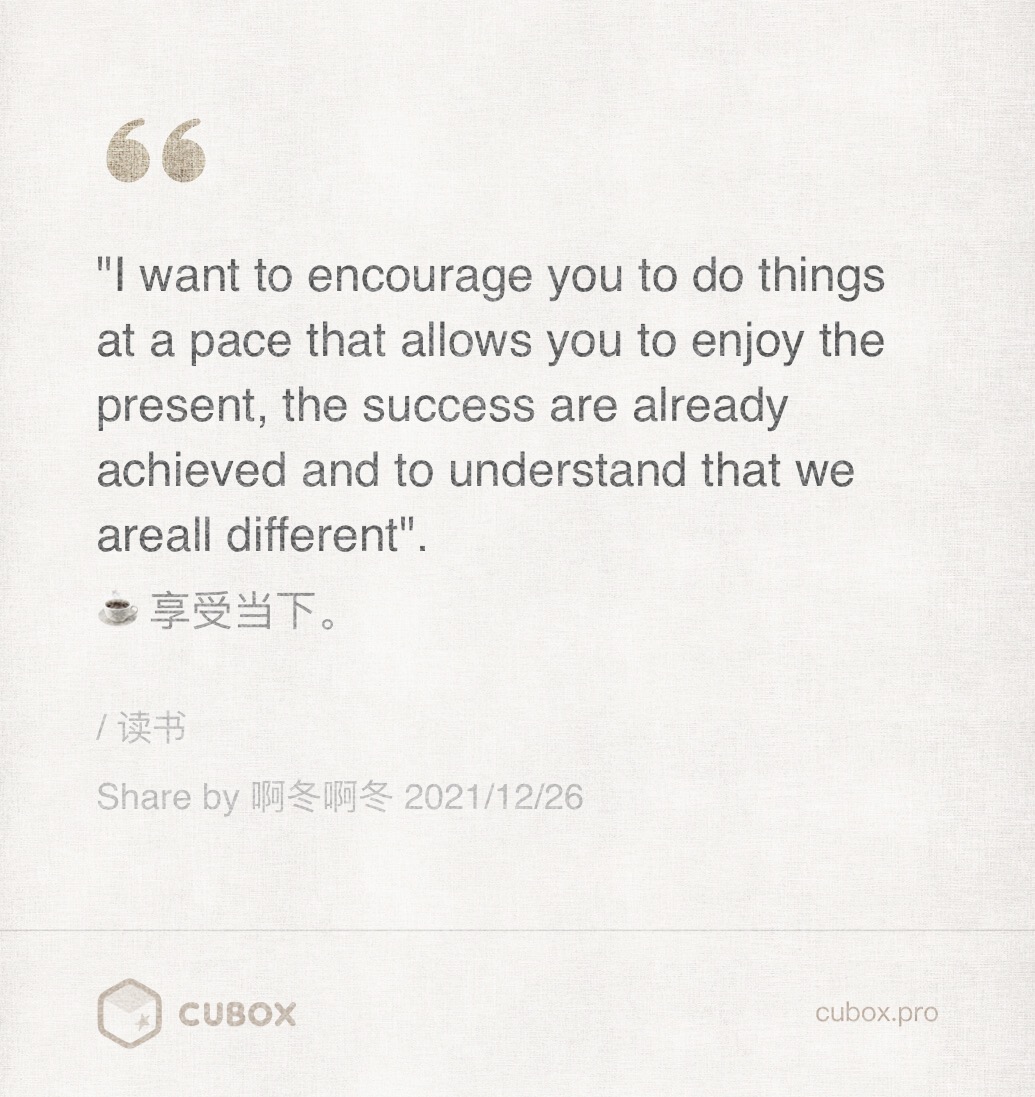 "I want to encourage you to do things
at a pace that allows you to enjoy the
present, the success are already
achieved and to understand that we
areall different".
☕ 享受当下。
/ 读书
Share by 啊冬啊冬 2021/12/26
CUBOX
cubox.pro